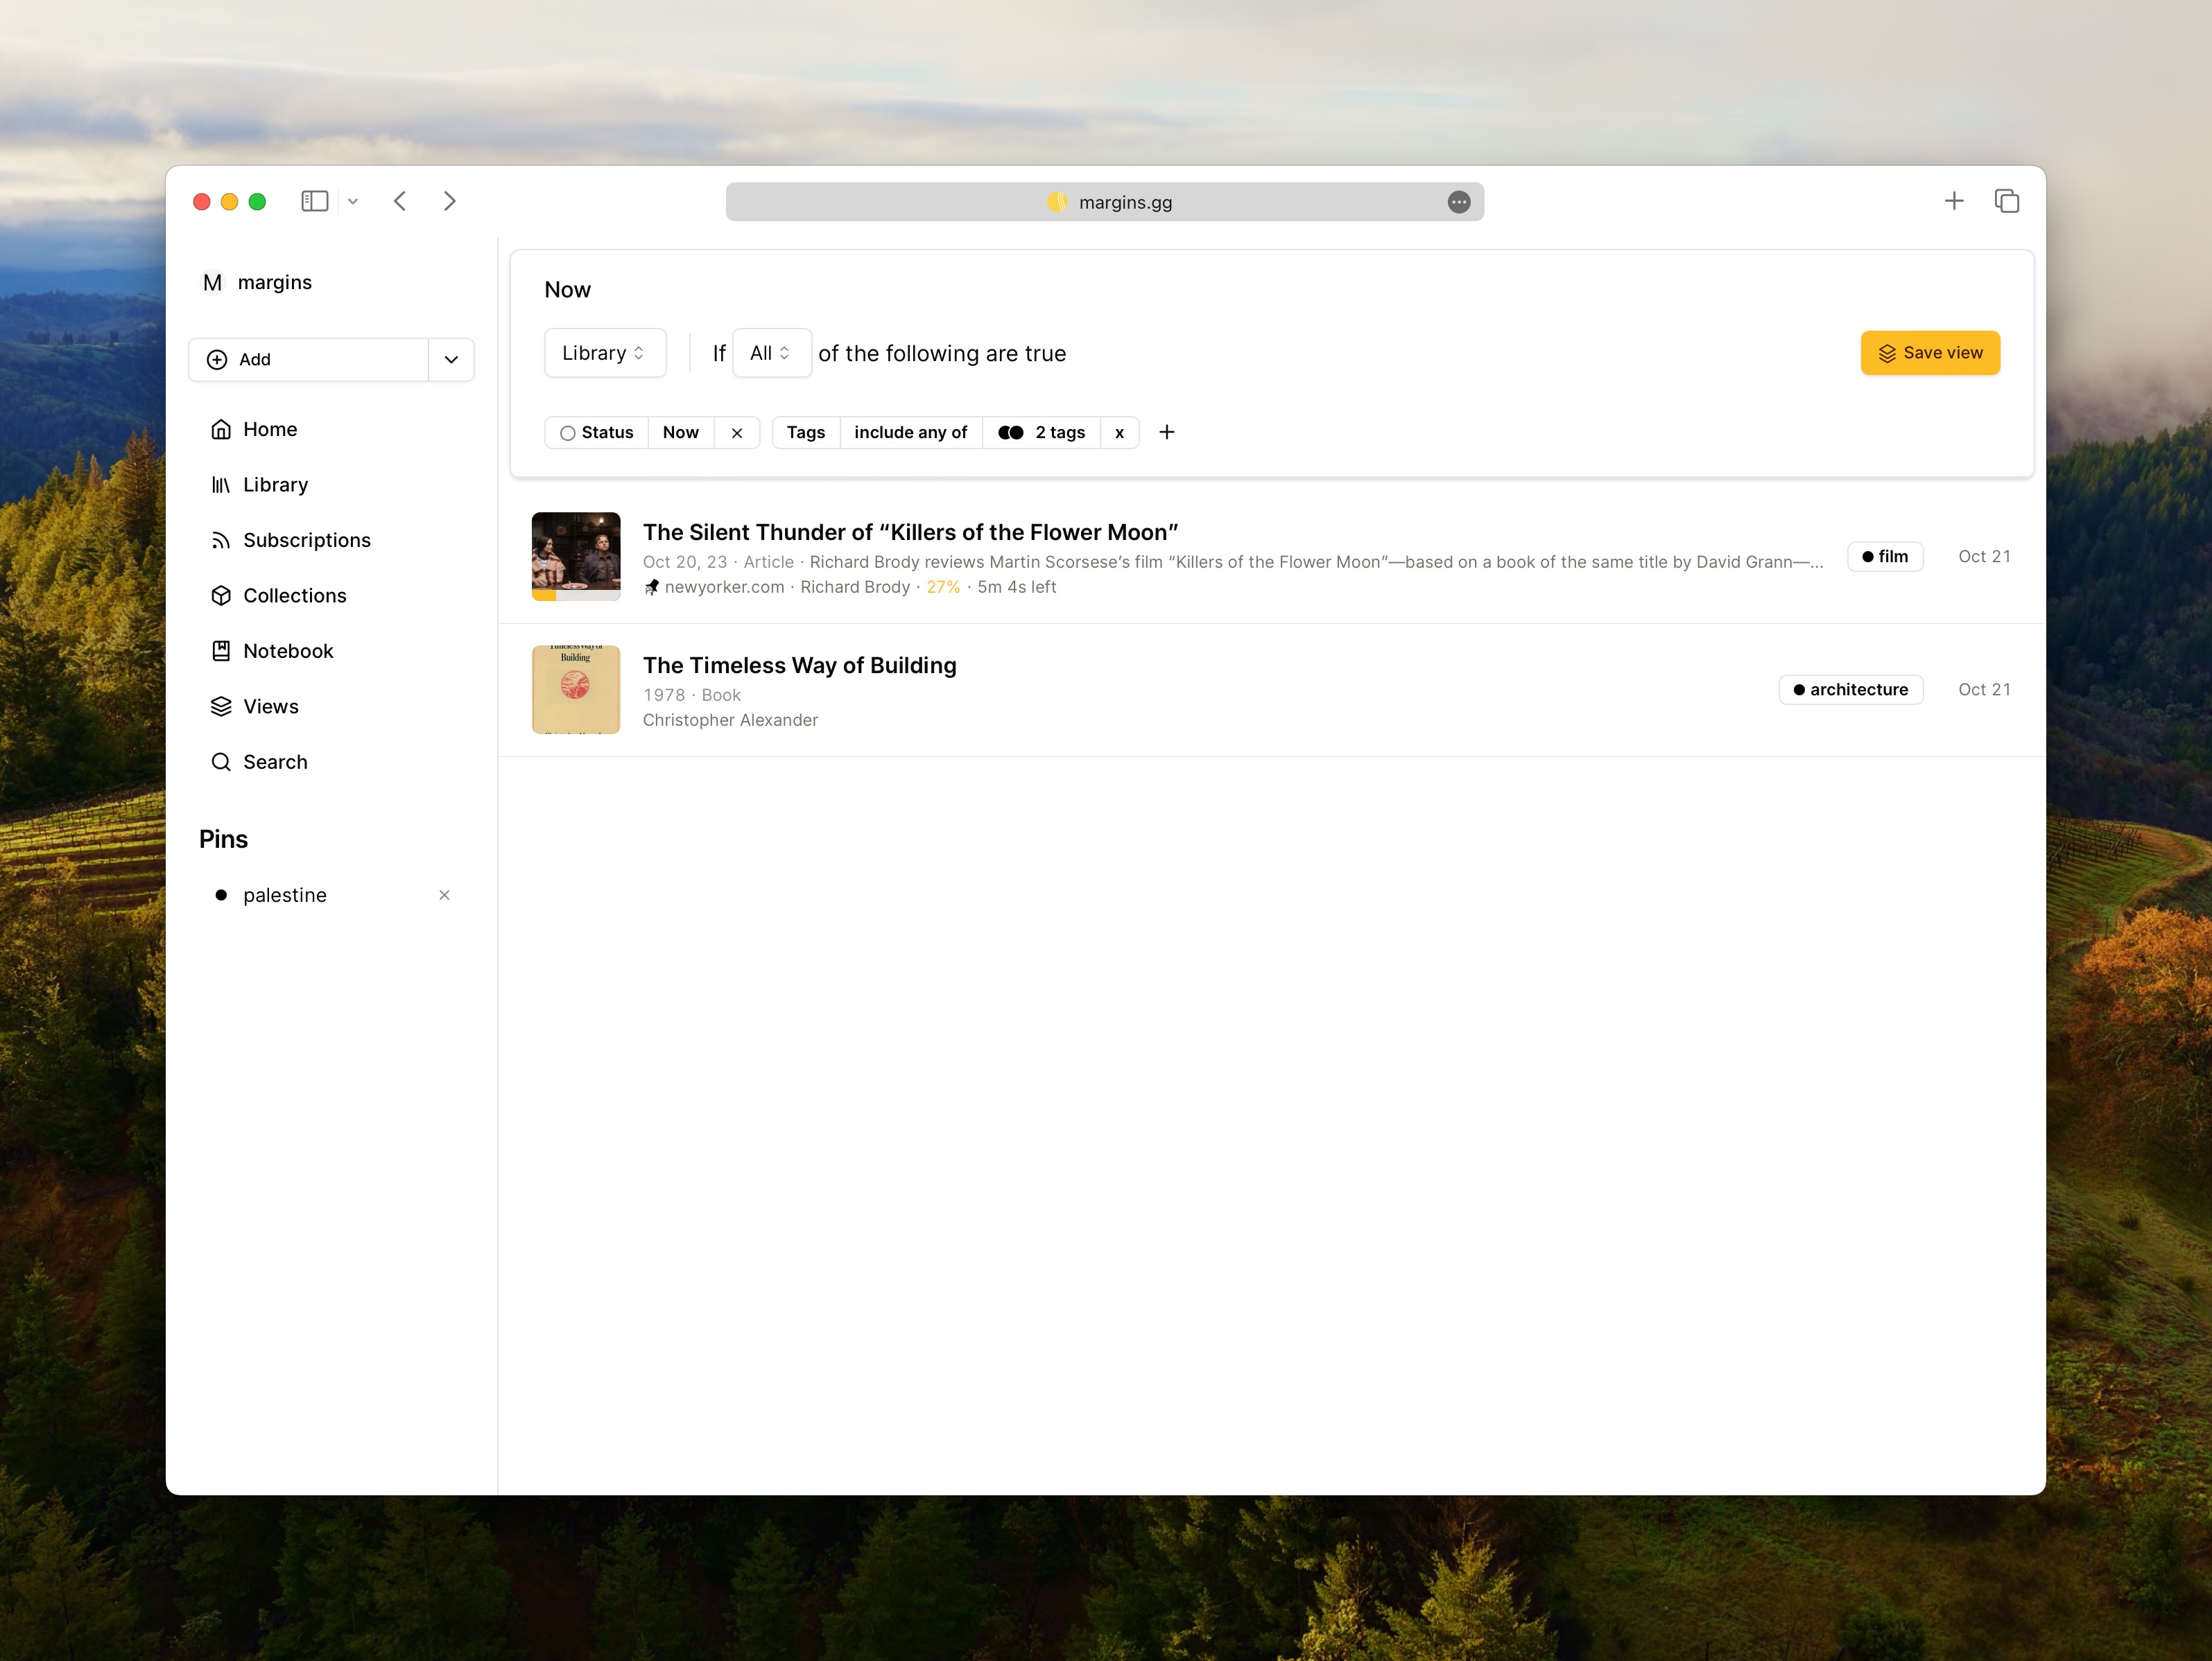 margins.gg
M margins
Add
Home
Library
Subscriptions
Collections
Notebook
Views
Search
Pins
palestine
Now
Library If All of the following are true
Save view
Status Now × Tags include any of 2 tags x +
The Silent Thunder of “Killers of the Flower Moon”
Oct 20, 23 · Article · Richard Brody reviews Martin Scorsese’s film “Killers of the Flower Moon”—based on a book of the same title by David Grann—…
newyorker.com · Richard Brody · 27% · 5m 4s left
film Oct 21
Building
The Timeless Way of Building
1978 · Book
Christopher Alexander
architecture Oct 21